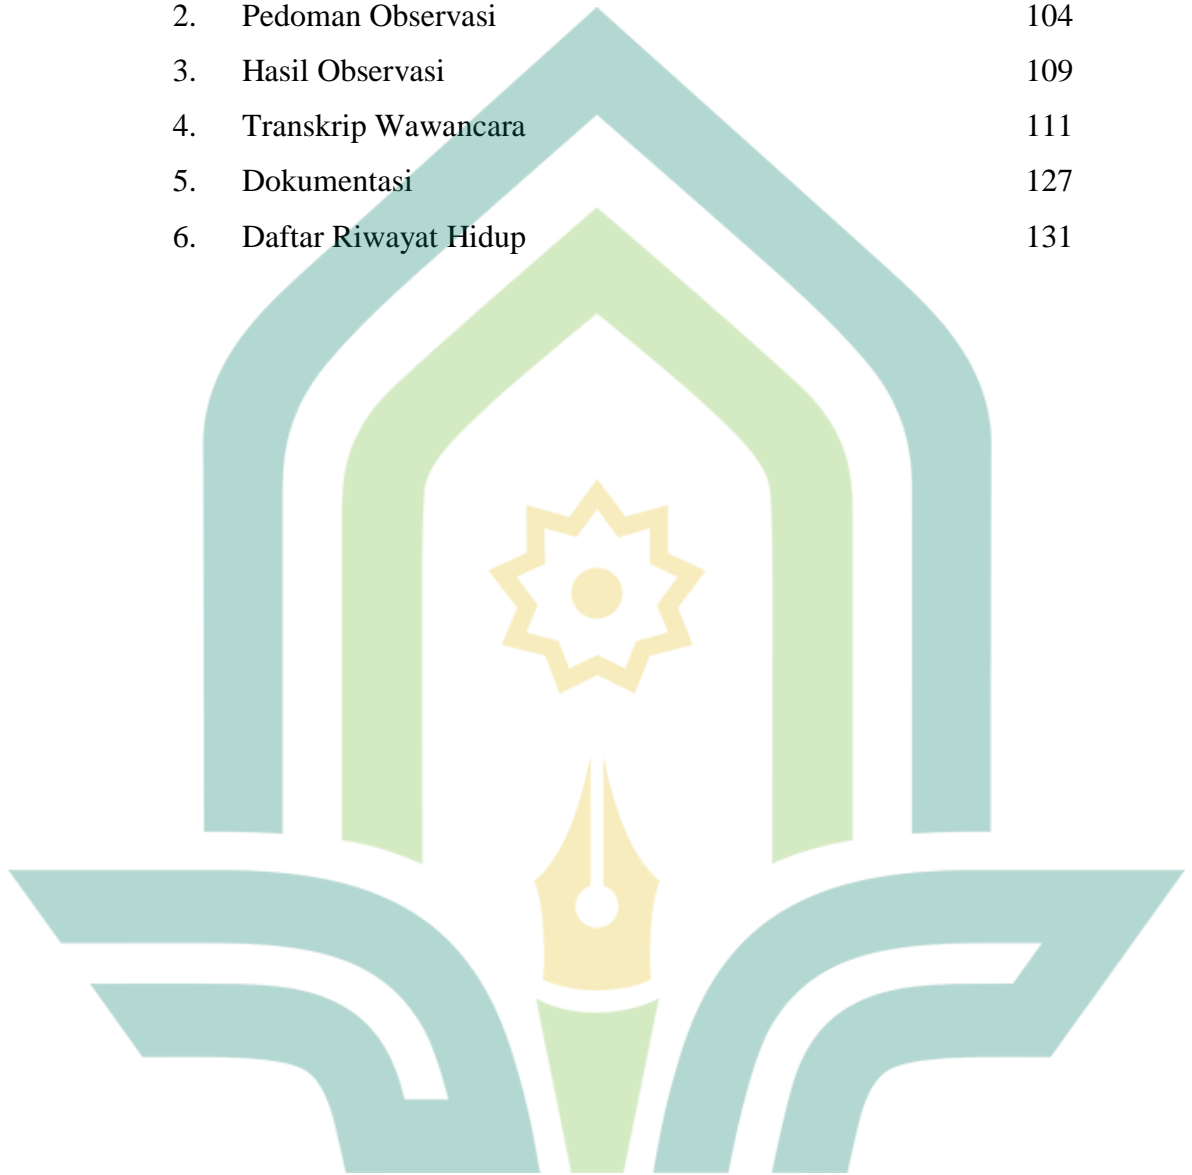 2. Pedoman Observasi 104
3. Hasil Observasi 109
4. Transkrip Wawancara 111
5. Dokumentasi 127
6. Daftar Riwayat Hidup 131